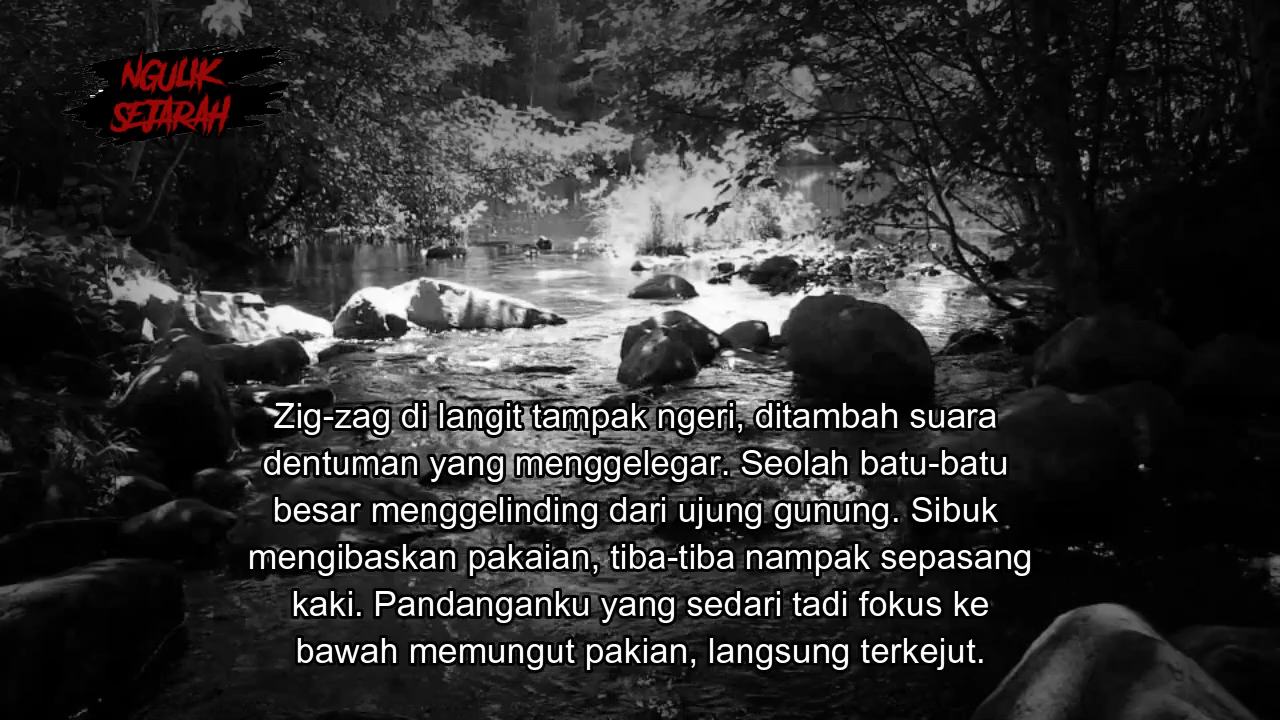 NGULIK
SEJARAH
Zig-zag di langit tampak ngeri, ditambah suara
dentuman yang menggelegar. Seolah batu-batu
besar menggelinding dari ujung gunung. Sibuk
mengibaskan pakaian, tiba-tiba nampak sepasang
kaki. Pandanganku yang sedari tadi fokus ke
bawah memungut pakian, langsung terkejut.